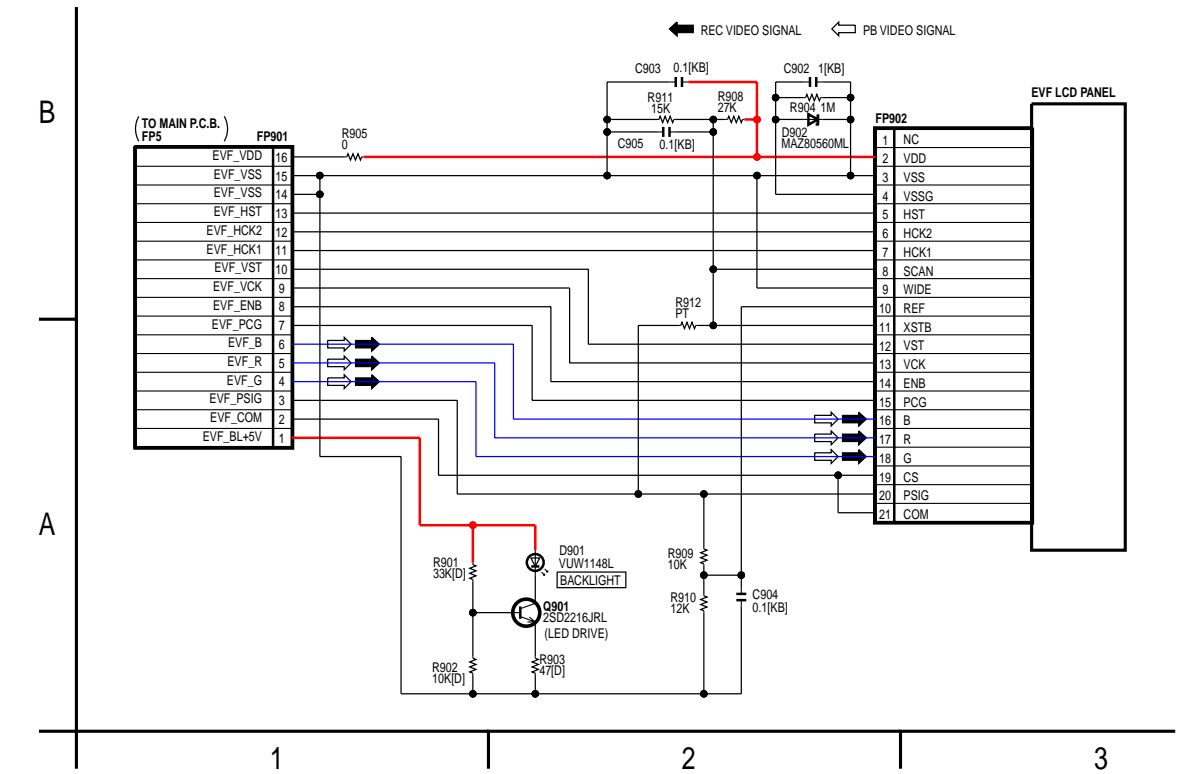 REC VIDEO SIGNAL
PB VIDEO SIGNAL
B
C903 0.1[KB]
C902 1[KB]
EVF LCD PANEL
R911
15K
R908
27K
R904 1M
(TO MAIN P.C.B.)
FP5
FP901
R905
0
C905 0.1[KB]
D902
MAZ80560ML
FP902
EVF_VDD 16
EVF_VSS 15
EVF_VSS 14
EVF_HST 13
EVF_HCK2 12
EVF_HCK1 11
EVF_VST 10
EVF_VCK 9
EVF_ENB 8
EVF_PCG 7
EVF_B 6
EVF_R 5
EVF_G 4
EVF_PSIG 3
EVF_COM 2
EVF_BL+5V 1
1 NC
2 VDD
3 VSS
4 VSSG
5 HST
6 HCK2
7 HCK1
8 SCAN
9 WIDE
10 REF
11 XSTB
12 VST
13 VCK
14 ENB
15 PCG
16 B
17 R
18 G
19 CS
20 PSIG
21 COM
R912
PT
A
R901
33K[D]
D901
VUW1148L
BACKLIGHT
R909
10K
Q901
2SD2216JRL
(LED DRIVE)
R910
12K
C904
0.1[KB]
R902
10K[D]
R903
47[D]
1
2
3